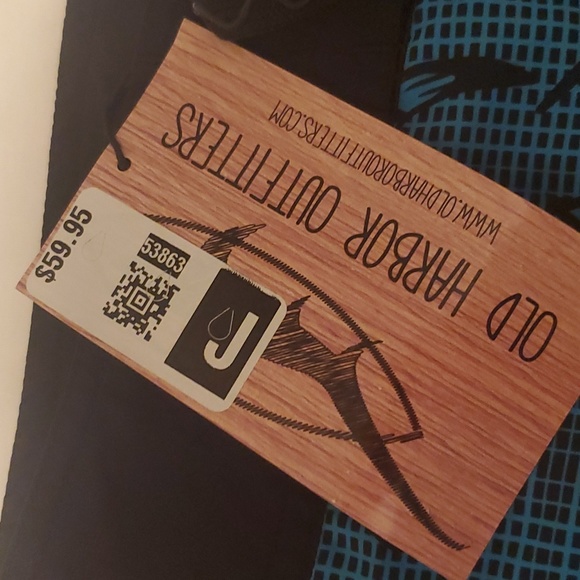 OLD HARBOR OUTFITTERS
WWW.OLDHARBOROUTFITTERS.COM
$59.95
53863
J